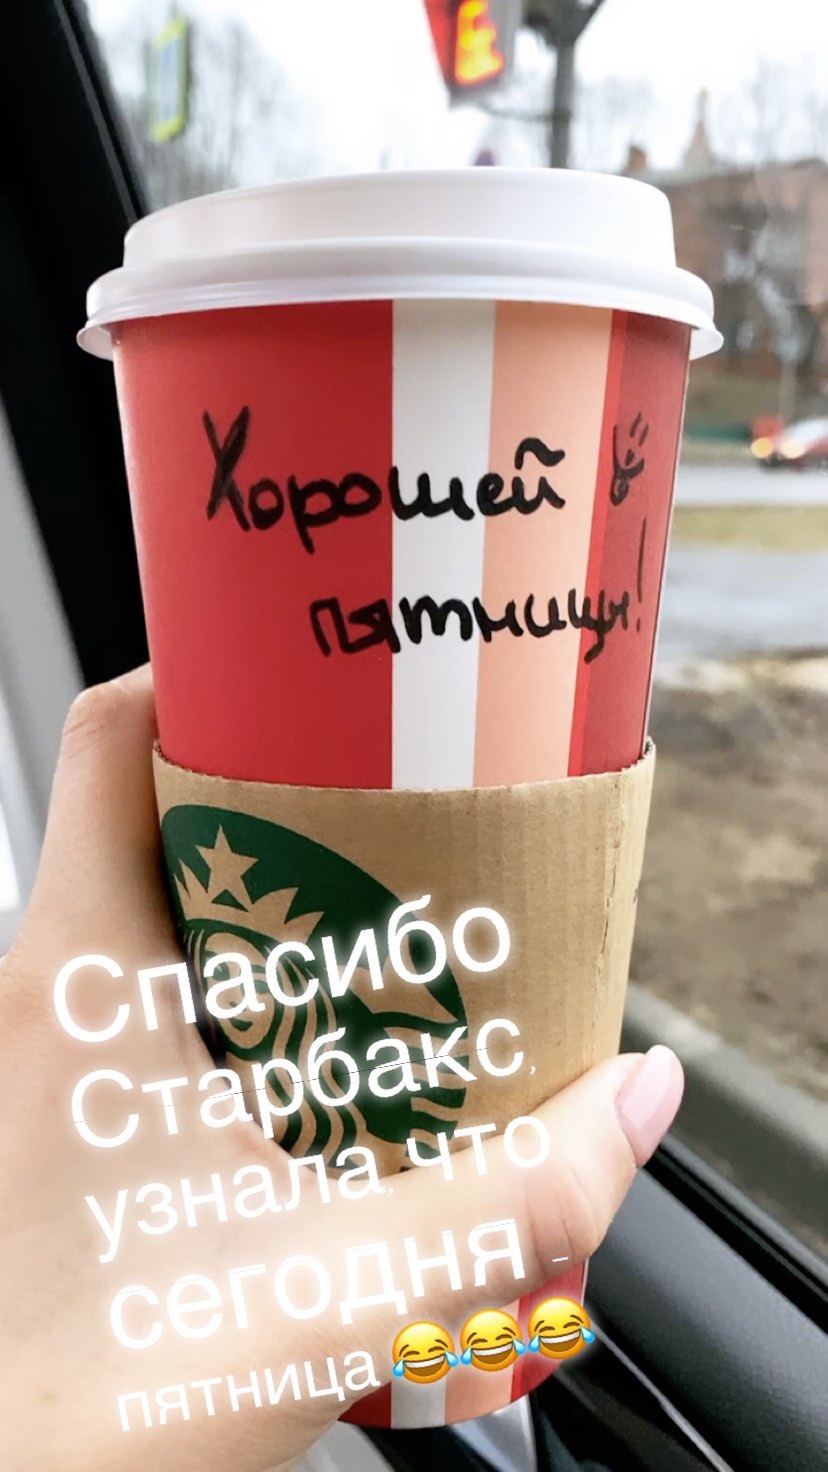 Хорошей
пятницы!
Спасибо
Старбакс,
узнала, что
сегодня -
пятница 😂😂😂